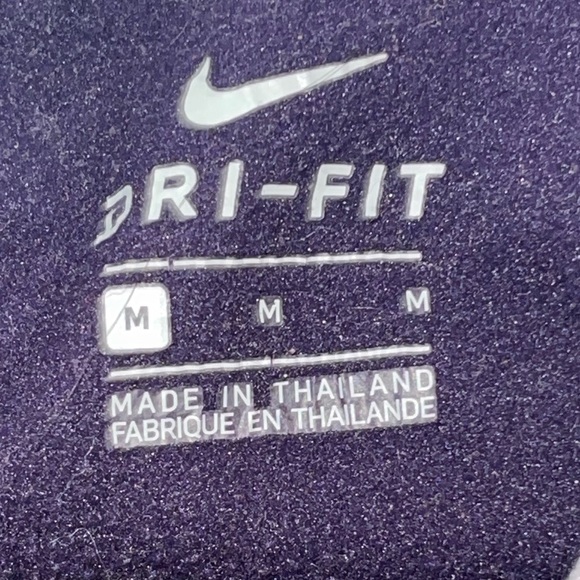 DRI-FIT
M M M
MADE IN THAILAND
FABRIQUE EN THAILANDE